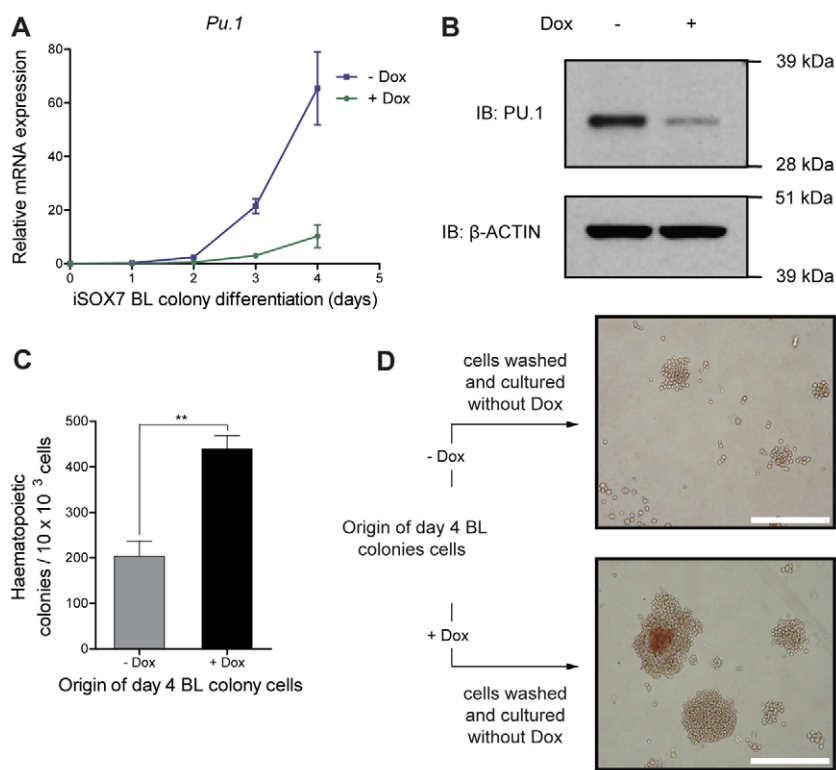 A
Pu.1
Relative mRNA expression
80
60
40
20
0
0 1 2 3 4 5
iSOX7 BL colony differentiation (days)
- Dox
+ Dox
B
Dox - +
IB: PU.1
39 kDa
28 kDa
IB: β-ACTIN
51 kDa
39 kDa
C
Haematopoietic
colonies / 10 x 10 ³ cells
500
400
300
200
100
0
**
- Dox + Dox
Origin of day 4 BL colony cells
D
cells washed
and cultured
without Dox
- Dox
Origin of day 4 BL
colonies cells
+ Dox
cells washed
and cultured
without Dox